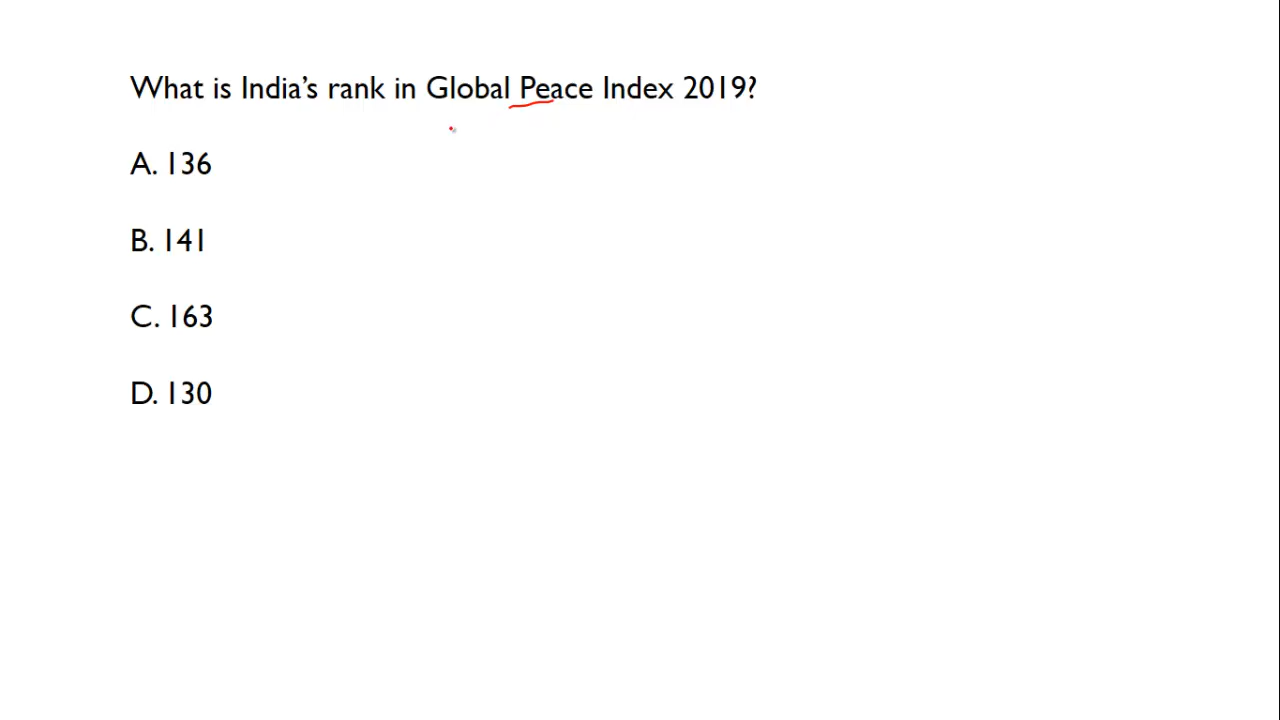 What is India’s rank in Global Peace Index 2019?
A. 136
B. 141
C. 163
D. 130